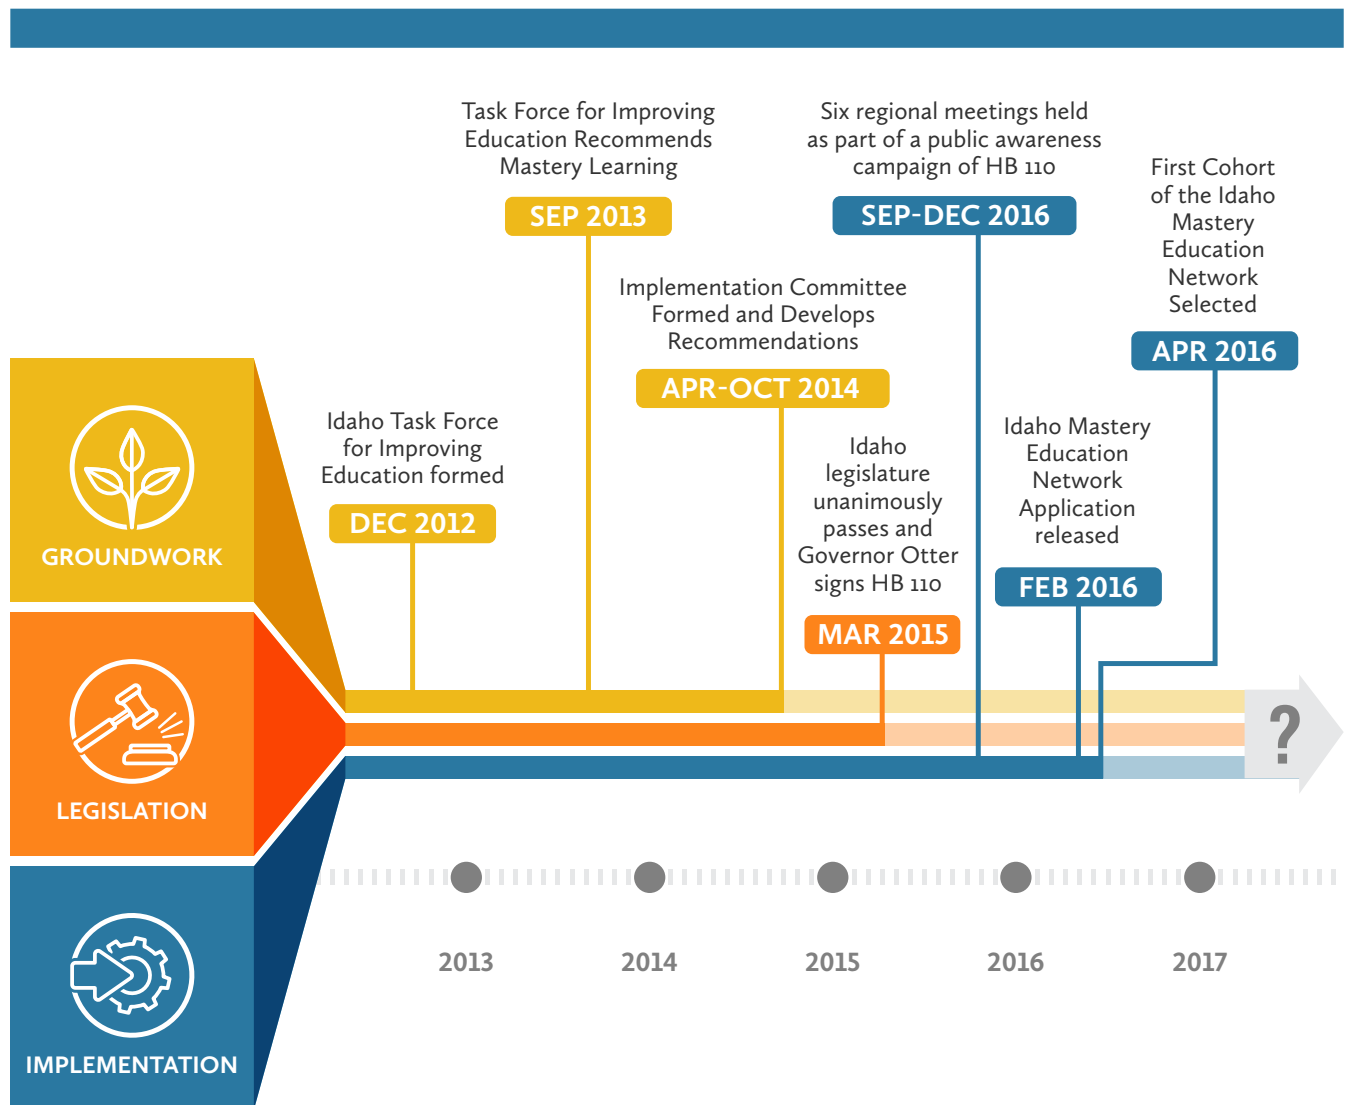 Task Force for Improving
Education Recommends
Mastery Learning
SEP 2013
Six regional meetings held
as part of a public awareness
campaign of HB 110
SEP-DEC 2016
First Cohort
of the Idaho
Mastery
Education
Network
Selected
APR 2016
Implementation Committee
Formed and Develops
Recommendations
APR-OCT 2014
Idaho Task Force
for Improving
Education formed
DEC 2012
Idaho
legislature
unanimously
passes and
Governor Otter
signs HB 110
MAR 2015
Idaho Mastery
Education
Network
Application
released
FEB 2016
GROUNDWORK
LEGISLATION
IMPLEMENTATION
?
2013
2014
2015
2016
2017